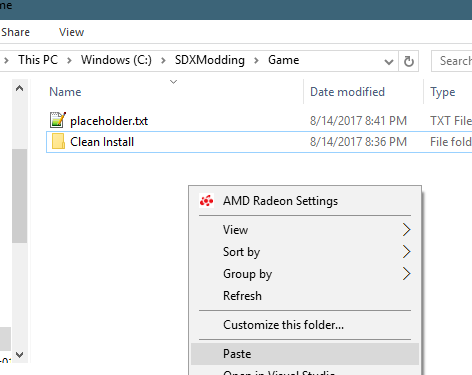 me
Share View
This PC > Windows (C:) > SDXModding > Game
Search
Name Date modified Type
placeholder.txt 8/14/2017 8:41 PM TXT File
Clean Install 8/14/2017 8:36 PM File fold
AMD Radeon Settings
View
Sort by
Group by
Refresh
Customize this folder...
Paste
Open in Visual Studio